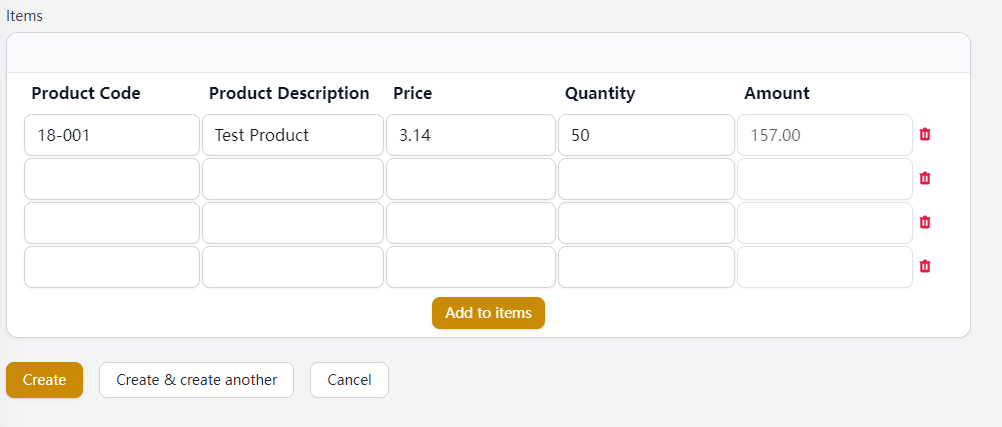 Items
Product Code Product Description Price Quantity Amount
18-001 Test Product 3.14 50 157.00
Add to items
Create Create & create another Cancel